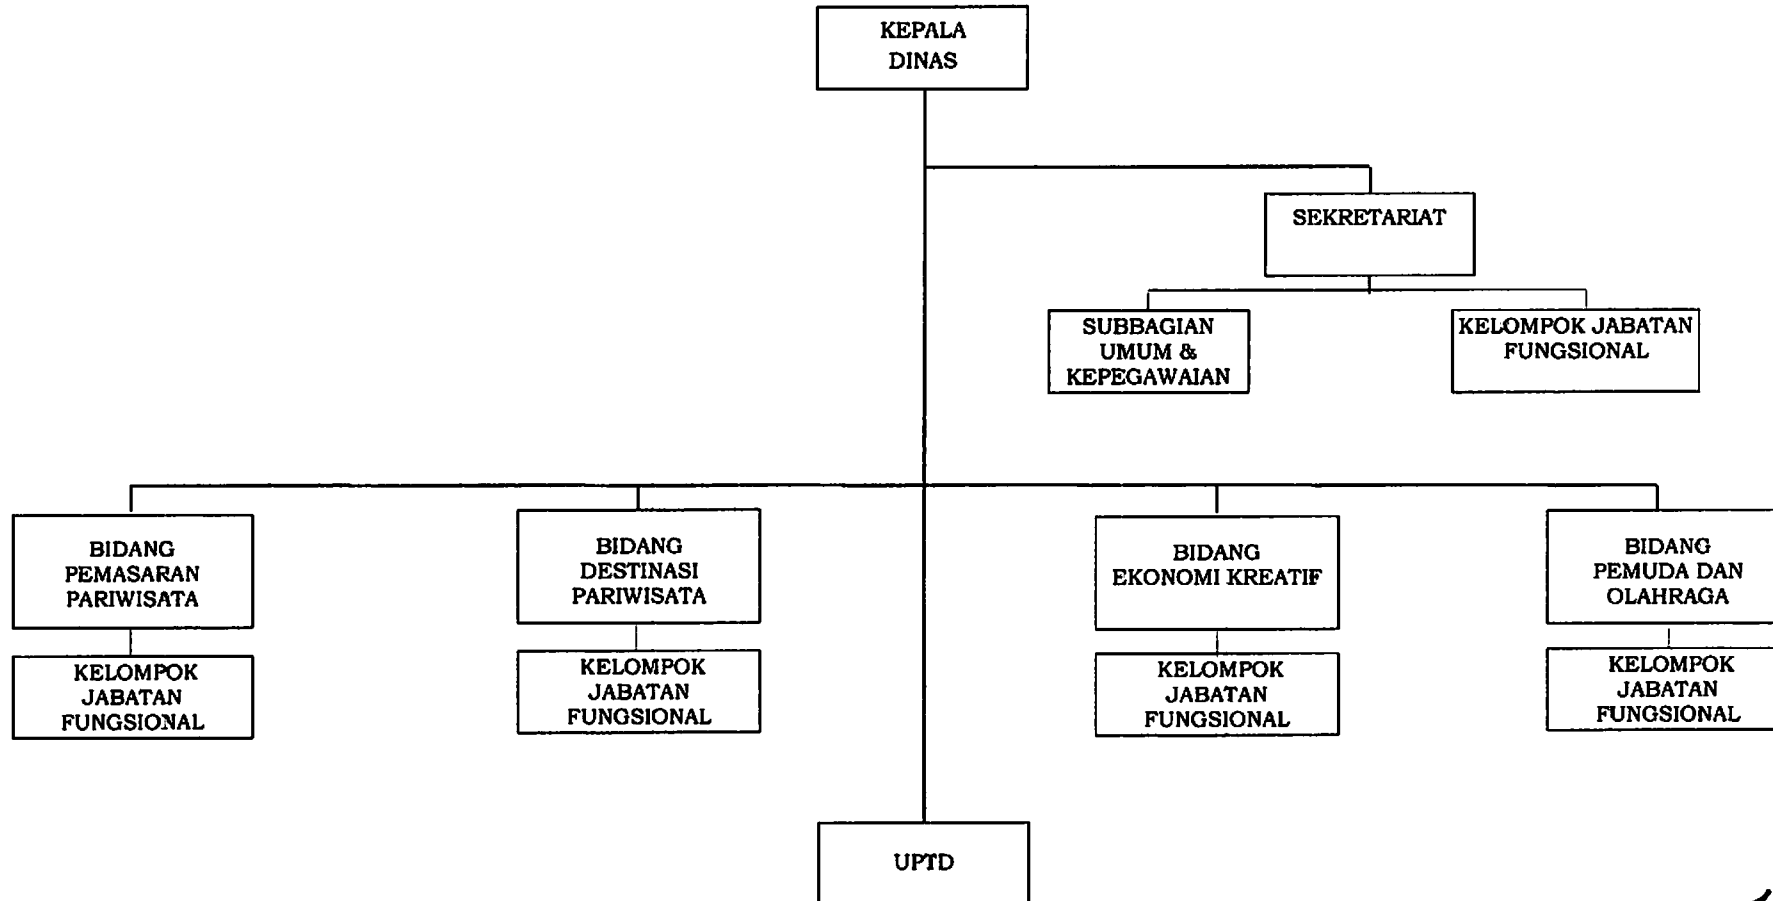 KEPALA
DINAS
SEKRETARIAT
SUBBAGIAN
UMUM &
KEPEGAWAIAN
KELOMPOK JABATAN
FUNGSIONAL
BIDANG
PEMASARAN
PARIWISATA
BIDANG
DESTINASI
PARIWISATA
BIDANG
EKONOMI KREATIF
BIDANG
PEMUDA DAN
OLAHRAGA
KELOMPOK
JABATAN
FUNGSIONAL
KELOMPOK
JABATAN
FUNGSIONAL
KELOMPOK
JABATAN
FUNGSIONAL
KELOMPOK
JABATAN
FUNGSIONAL
UPTD